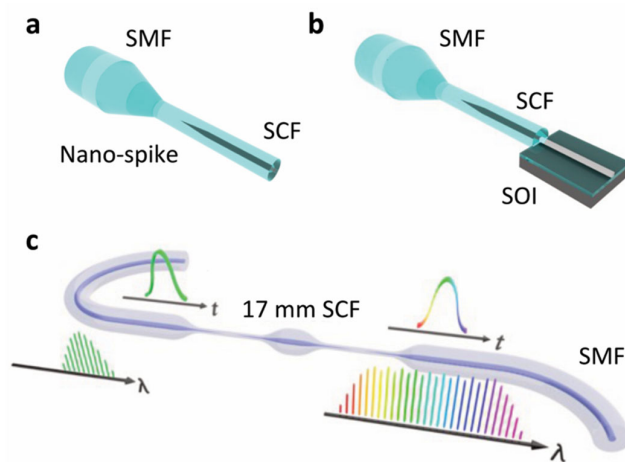 a
SMF
SCF
Nano-spike
b
SMF
SCF
SOI
c
t
17 mm SCF
t
SMF
λ
λ